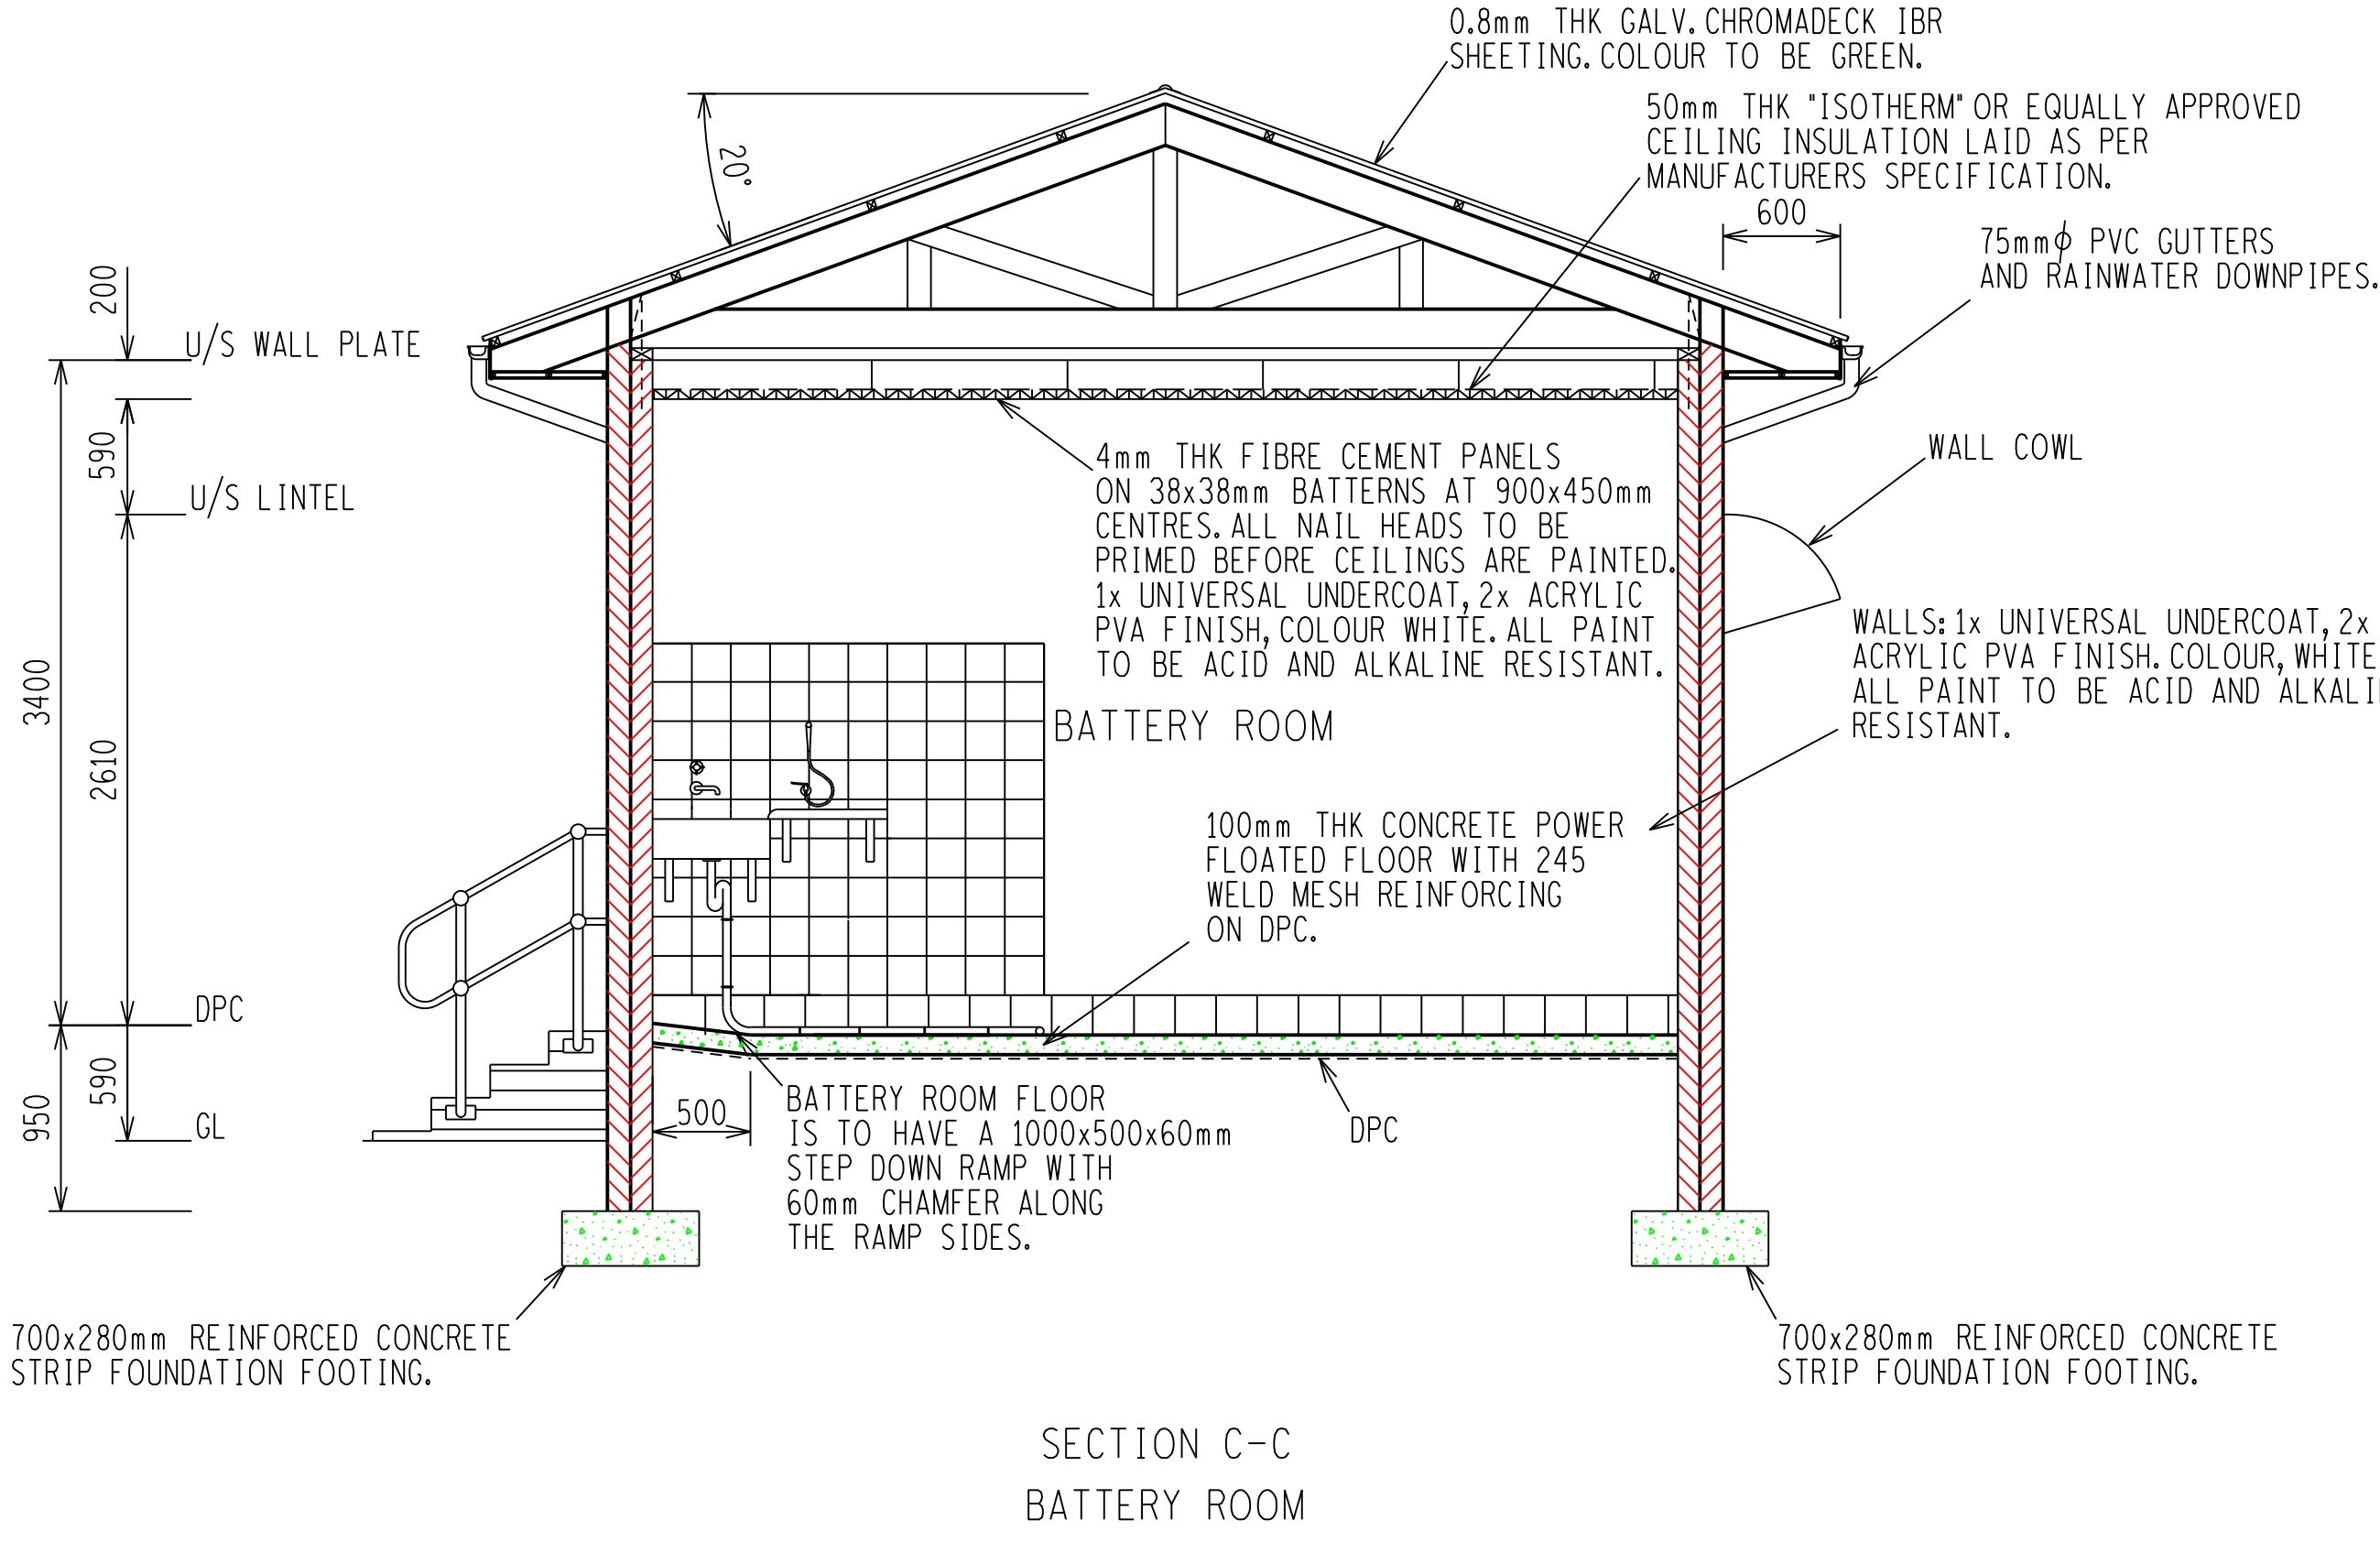 0.8mm THK GALV. CHROMADECK IBR
SHEETING. COLOUR TO BE GREEN.
50mm THK "ISOTHERM" OR EQUALLY APPROVED
CEILING INSULATION LAID AS PER
MANUFACTURERS SPECIFICATION.
20°
600
75mmϕ PVC GUTTERS
AND RAINWATER DOWNPIPES.
200
U/S WALL PLATE
590
U/S LINTEL
4mm THK FIBRE CEMENT PANELS
ON 38x38mm BATTERNS AT 900x450mm
CENTRES. ALL NAIL HEADS TO BE
PRIMED BEFORE CEILINGS ARE PAINTED.
1x UNIVERSAL UNDERCOAT, 2x ACRYLIC
PVA FINISH, COLOUR WHITE. ALL PAINT
TO BE ACID AND ALKALINE RESISTANT.
WALL COWL
WALLS: 1x UNIVERSAL UNDERCOAT, 2x
ACRYLIC PVA FINISH. COLOUR, WHITE
ALL PAINT TO BE ACID AND
RESISTANT.
3400
2610
BATTERY ROOM
100mm THK CONCRETE POWER
FLOATED FLOOR WITH 245
WELD MESH REINFORCING
ON DPC.
DPC
950
590
GL
500
BATTERY ROOM FLOOR
IS TO HAVE A 1000x500x60mm
STEP DOWN RAMP WITH
60mm CHAMFER ALONG
THE RAMP SIDES.
DPC
700x280mm REINFORCED CONCRETE
STRIP FOUNDATION FOOTING.
700x280mm REINFORCED CONCRETE
STRIP FOUNDATION FOOTING.
SECTION C-C
BATTERY ROOM